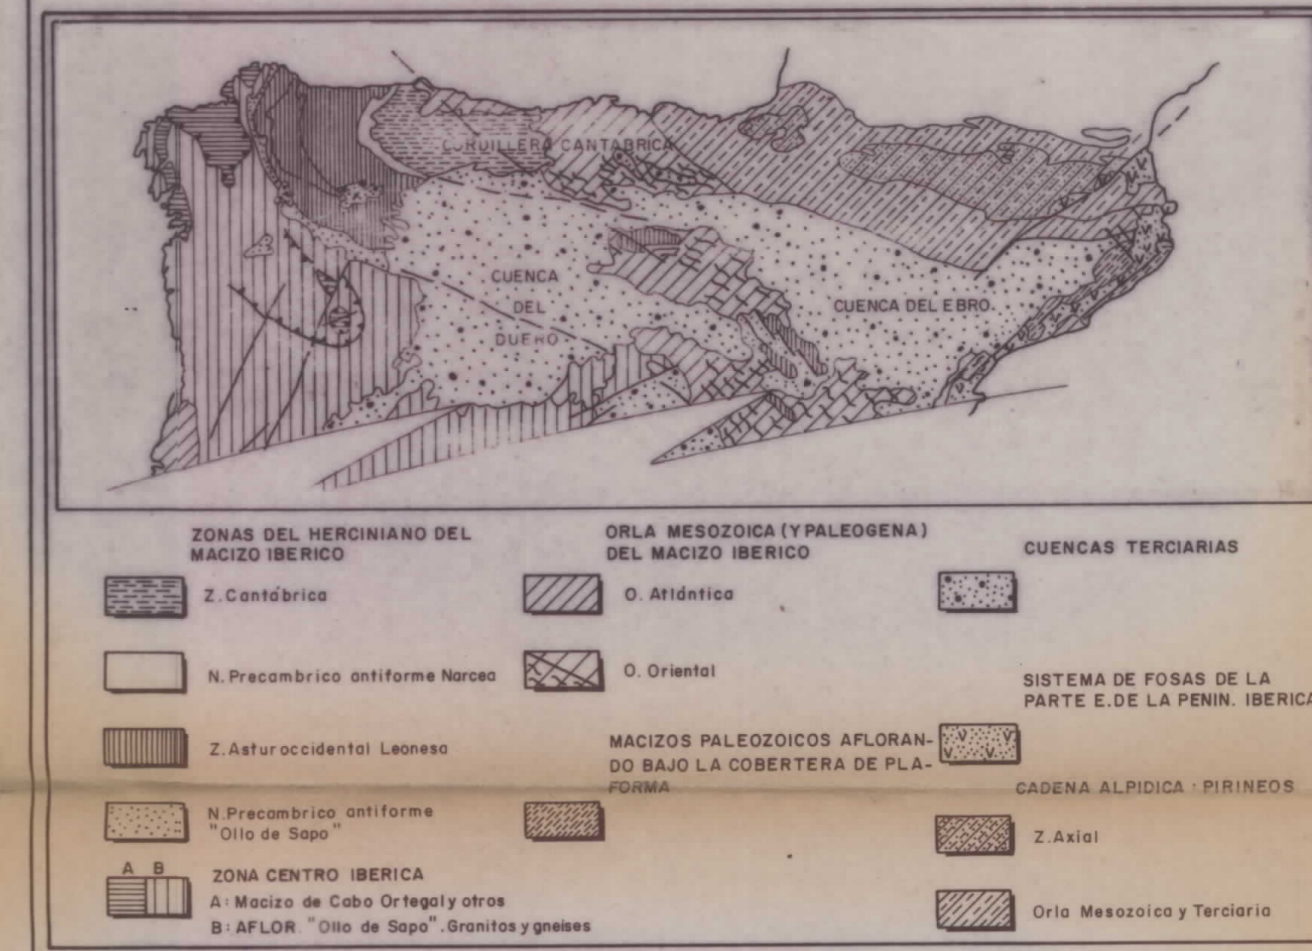 CORDILLERA CANTABRICA
CUENCA
DEL
DUERO
CUENCA DEL EBRO
ZONAS DEL HERCINIANO DEL
MACIZO IBERICO
Z. Cantábrica
N. Precambrico antiforme Narcea
Z. Asturoccidental Leonesa
N. Precambrico antiforme
"Ollo de Sapo"
A B
ZONA CENTRO IBERICA
A: Macizo de Cabo Ortegal y otros
B: AFLOR. "Ollo de Sapo". Granitos y gneises
ORLA MESOZOICA (Y PALEOGENA)
DEL MACIZO IBERICO
O. Atlántica
O. Oriental
MACIZOS PALEOZOICOS AFLORAN-
DO BAJO LA COBERTERA DE PLA-
FORMA
CUENCAS TERCIARIAS
SISTEMA DE FOSAS DE LA
PARTE E. DE LA PENIN. IBERICA
CADENA ALPIDICA · PIRINEOS
Z. Axial
Orla Mesozoica y Terciaria